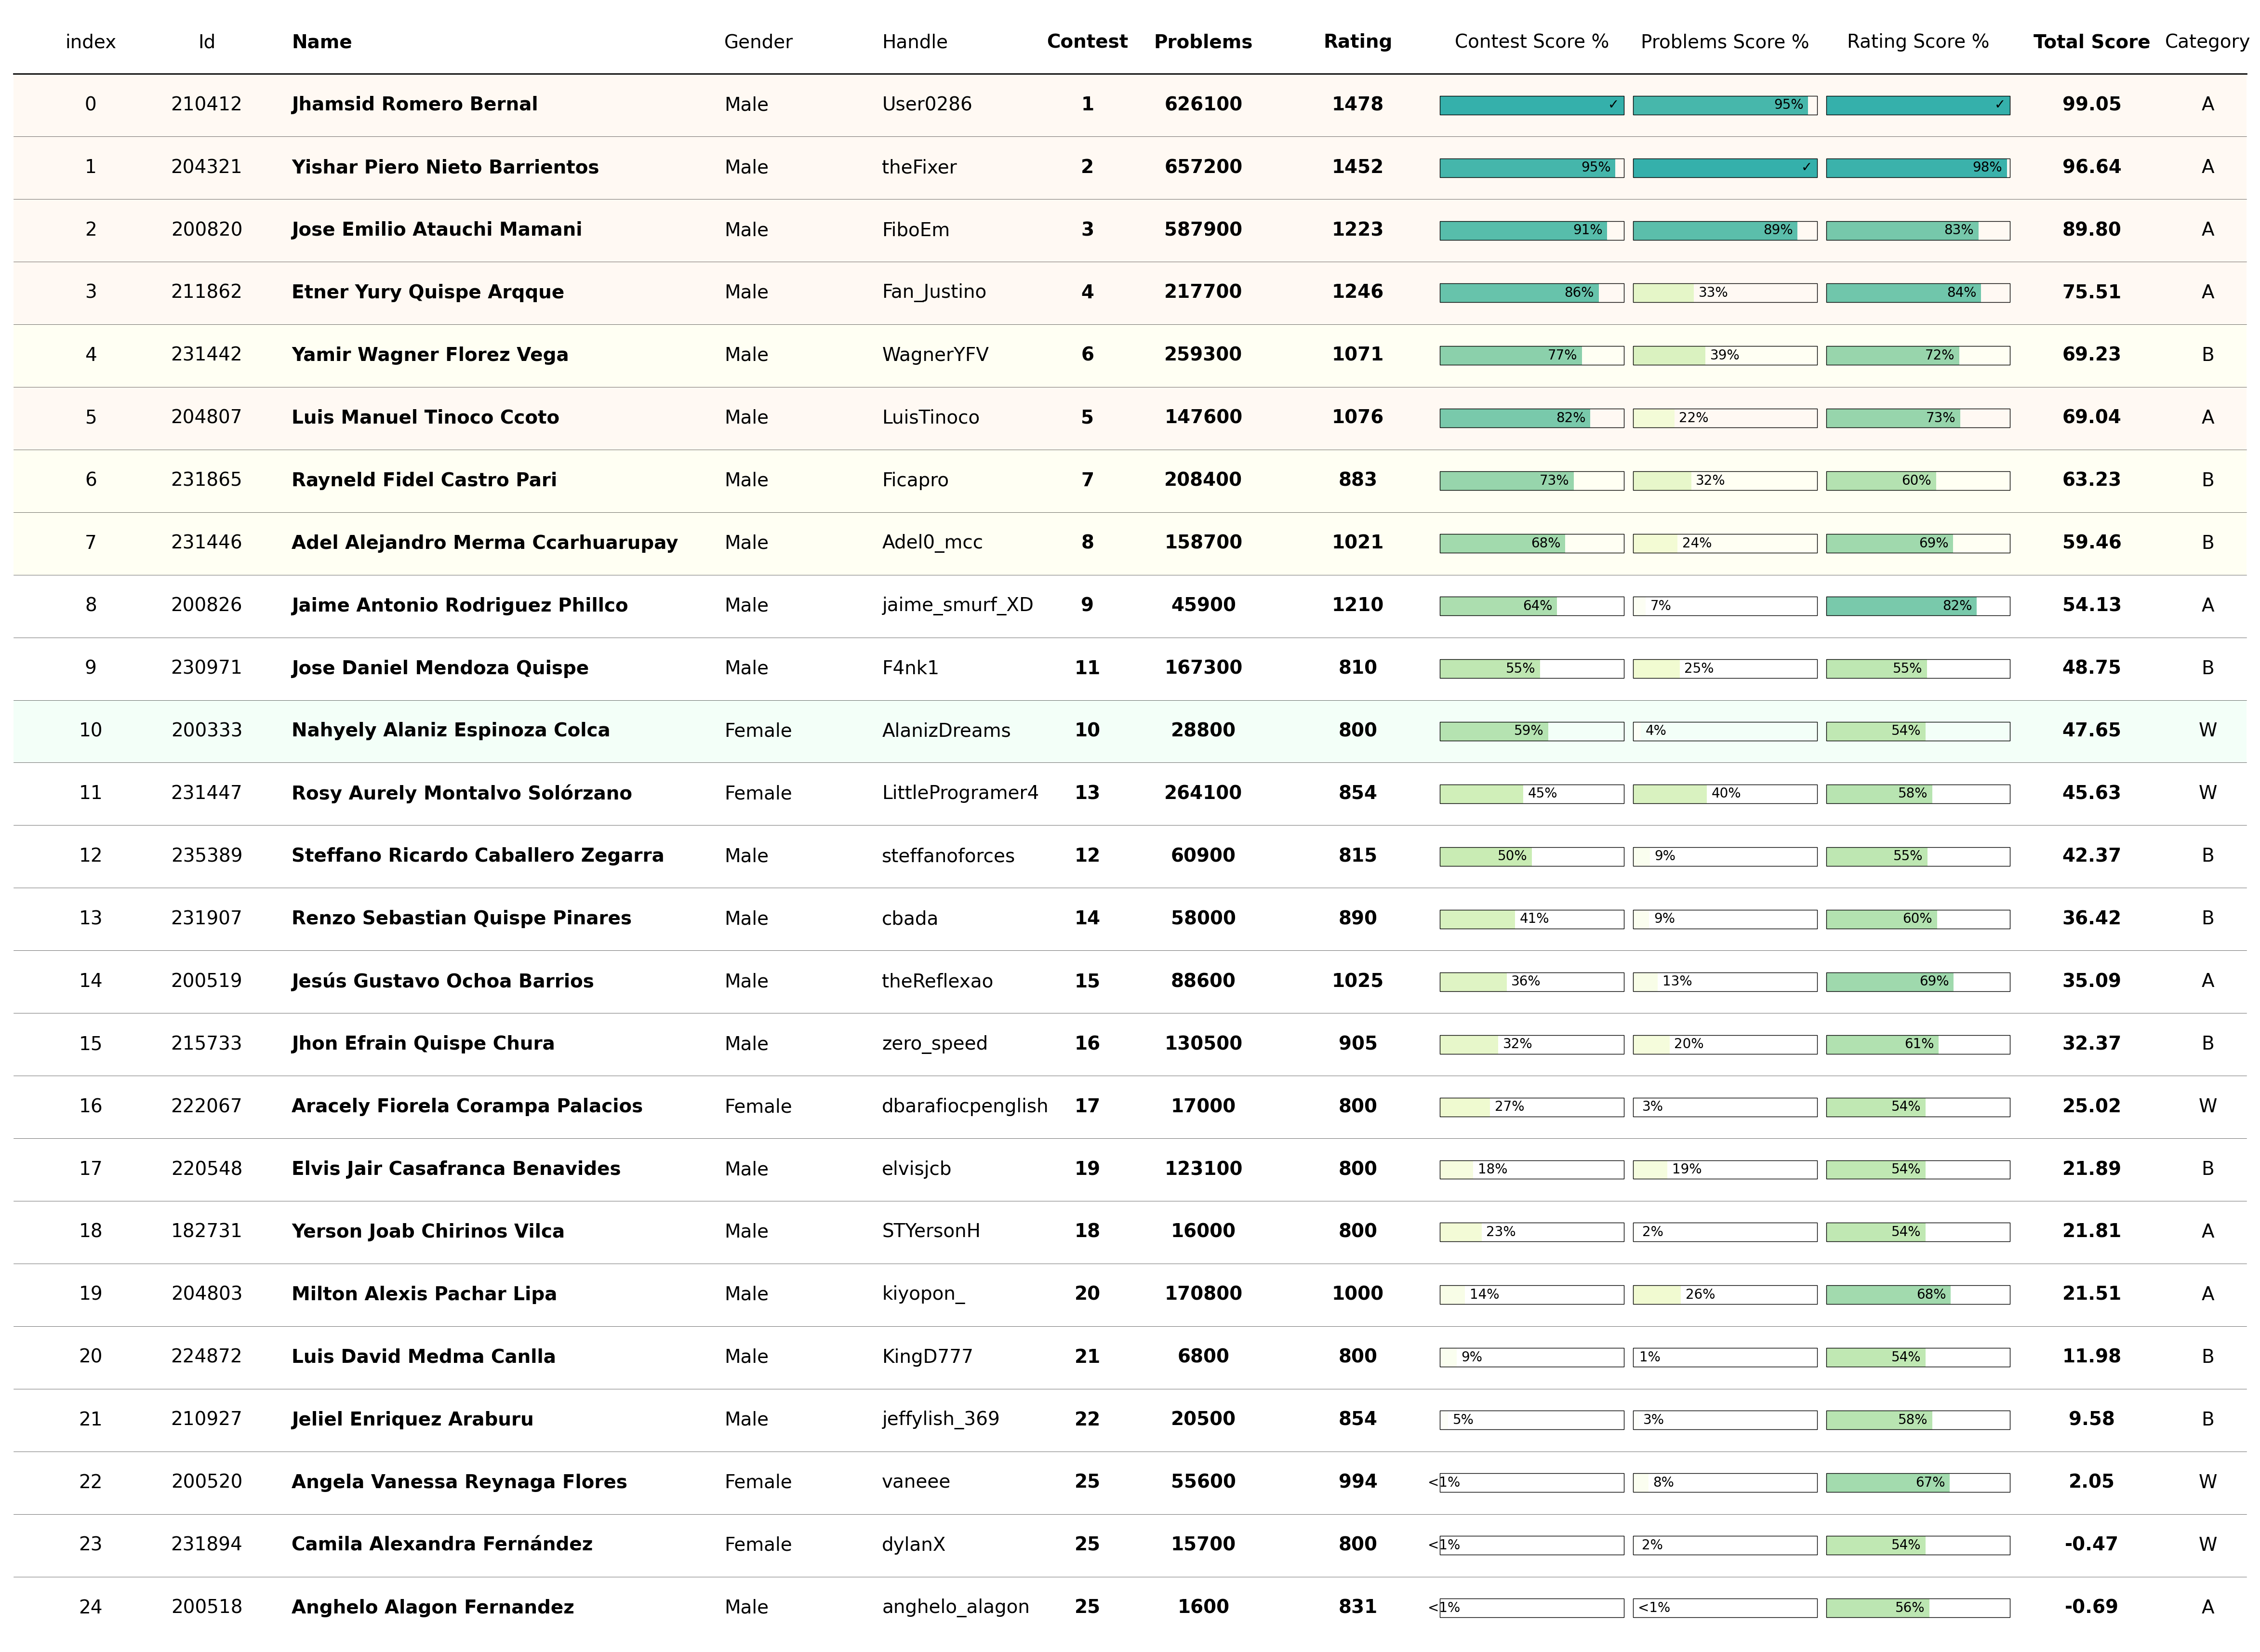 index Id Name Gender Handle Contest Problems Rating Contest Score % Problems Score % Rating Score % Total Score Category
0 210412 Jhamsid Romero Bernal Male User0286 1 626100 1478 ✓ 95% ✓ 99.05 A
1 204321 Yishar Piero Nieto Barrientos Male theFixer 2 657200 1452 95% ✓ 98% 96.64 A
2 200820 Jose Emilio Atauchi Mamani Male FiboEm 3 587900 1223 91% 89% 83% 89.80 A
3 211862 Etner Yury Quispe Arqque Male Fan_Justino 4 217700 1246 86% 33% 84% 75.51 A
4 231442 Yamir Wagner Florez Vega Male WagnerYFV 6 259300 1071 77% 39% 72% 69.23 B
5 204807 Luis Manuel Tinoco Ccoto Male LuisTinoco 5 147600 1076 82% 22% 73% 69.04 A
6 231865 Rayneld Fidel Castro Pari Male Ficapro 7 208400 883 73% 32% 60% 63.23 B
7 231446 Adel Alejandro Merma Ccarhuarupay Male Adel0_mcc 8 158700 1021 68% 24% 69% 59.46 B
8 200826 Jaime Antonio Rodriguez Phillco Male jaime_smurf_XD 9 45900 1210 64% 7% 82% 54.13 A
9 230971 Jose Daniel Mendoza Quispe Male F4nk1 11 167300 810 55% 25% 55% 48.75 B
10 200333 Nahyely Alaniz Espinoza Colca Female AlanizDreams 10 28800 800 59% 4% 54% 47.65 W
11 231447 Rosy Aurely Montalvo Solórzano Female LittleProgramer4 13 264100 854 45% 40% 58% 45.63 W
12 235389 Steffano Ricardo Caballero Zegarra Male steffanoforces 12 60900 815 50% 9% 55% 42.37 B
13 231907 Renzo Sebastian Quispe Pinares Male cbada 14 58000 890 41% 9% 60% 36.42 B
14 200519 Jesús Gustavo Ochoa Barrios Male theReflexao 15 88600 1025 36% 13% 69% 35.09 A
15 215733 Jhon Efrain Quispe Chura Male zero_speed 16 130500 905 32% 20% 61% 32.37 B
16 222067 Aracely Fiorela Corampa Palacios Female dbarafiocpenglish 17 17000 800 27% 3% 54% 25.02 W
17 220548 Elvis Jair Casafranca Benavides Male elvisjcb 19 123100 800 18% 19% 54% 21.89 B
18 182731 Yerson Joab Chirinos Vilca Male STYersonH 18 16000 800 23% 2% 54% 21.81 A
19 204803 Milton Alexis Pachar Lipa Male kiyopon_ 20 170800 1000 14% 26% 68% 21.51 A
20 224872 Luis David Medma Canlla Male KingD777 21 6800 800 9% 1% 54% 11.98 B
21 210927 Jeliel Enriquez Araburu Male jeffylish_369 22 20500 854 5% 3% 58% 9.58 B
22 200520 Angela Vanessa Reynaga Flores Female vaneee 25 55600 994 <1% 8% 67% 2.05 W
23 231894 Camila Alexandra Fernández Female dylanX 25 15700 800 <1% 2% 54% -0.47 W
24 200518 Anghelo Alagon Fernandez Male anghelo_alagon 25 1600 831 <1% <1% 56% -0.69 A